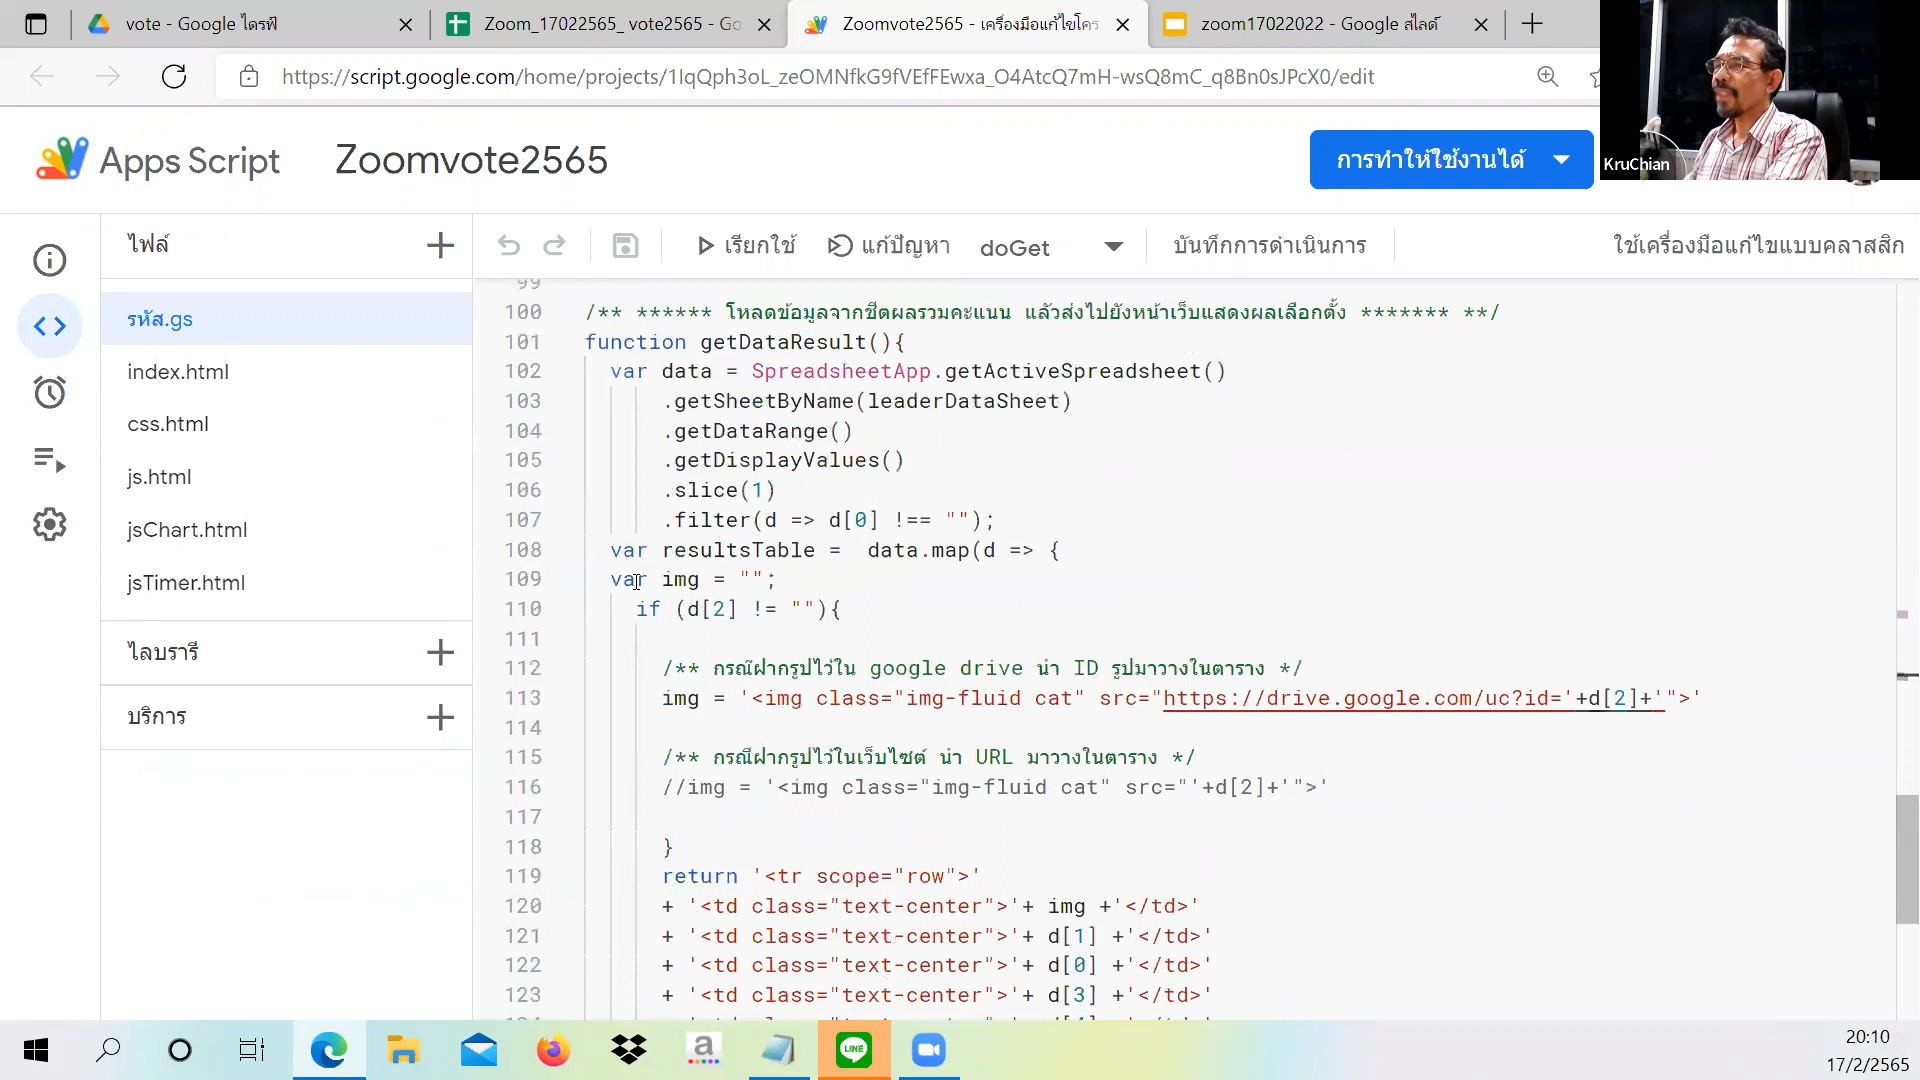 vote - Google ไดรฟ์
Zoom_17022565_ vote2565 - Go
Zoomvote2565 - เครื่องมือแก้ไขโคร
zoom17022022 - Google สไลด์
https://script.google.com/home/projects/1IqQph3oL_zeOMNfkG9fVEfFEwxa_O4AtcQ7mH-wsQ8mC_q8Bn0sJPcX0/edit
Apps Script
Zoomvote2565
การทำให้ใช้งานได้
KruChian
ไฟล์
เรียกใช้
แก้ปัญหา
doGet
บันทึกการดำเนินการ
ใช้เครื่องมือแก้ไขแบบคลาสสิก
รหัส.gs
index.html
css.html
js.html
jsChart.html
jsTimer.html
ไลบรารี
บริการ
99
100 /** ****** โหลดข้อมูลจากชีตผลรวมคะแนน แล้วส่งไปยังหน้าเว็บแสดงผลเลือกตั้ง ******* **/
101 function getDataResult(){
102 var data = SpreadsheetApp.getActiveSpreadsheet()
103 .getSheetByName(leaderDataSheet)
104 .getDataRange()
105 .getDisplayValues()
106 .slice(1)
107 .filter(d => d[0] !== "");
108 var resultsTable = data.map(d => {
109 var img = "";
110 if (d[2] != ""){
111
112 /** กรณีฝากรูปไว้ใน google drive นำ ID รูปมาวางในตาราง */
113 img = '<img class="img-fluid cat" src="https://drive.google.com/uc?id='+d[2]+'">'
114
115 /** กรณีฝากรูปไว้ในเว็บไซต์ นำ URL มาวางในตาราง */
116 //img = '<img class="img-fluid cat" src="'+d[2]+'">'
117
118 }
119 return '<tr scope="row">'
120 + '<td class="text-center">'+ img +'</td>'
121 + '<td class="text-center">'+ d[1] +'</td>'
122 + '<td class="text-center">'+ d[0] +'</td>'
123 + '<td class="text-center">'+ d[3] +'</td>'
a
LINE
20:10
17/2/2565